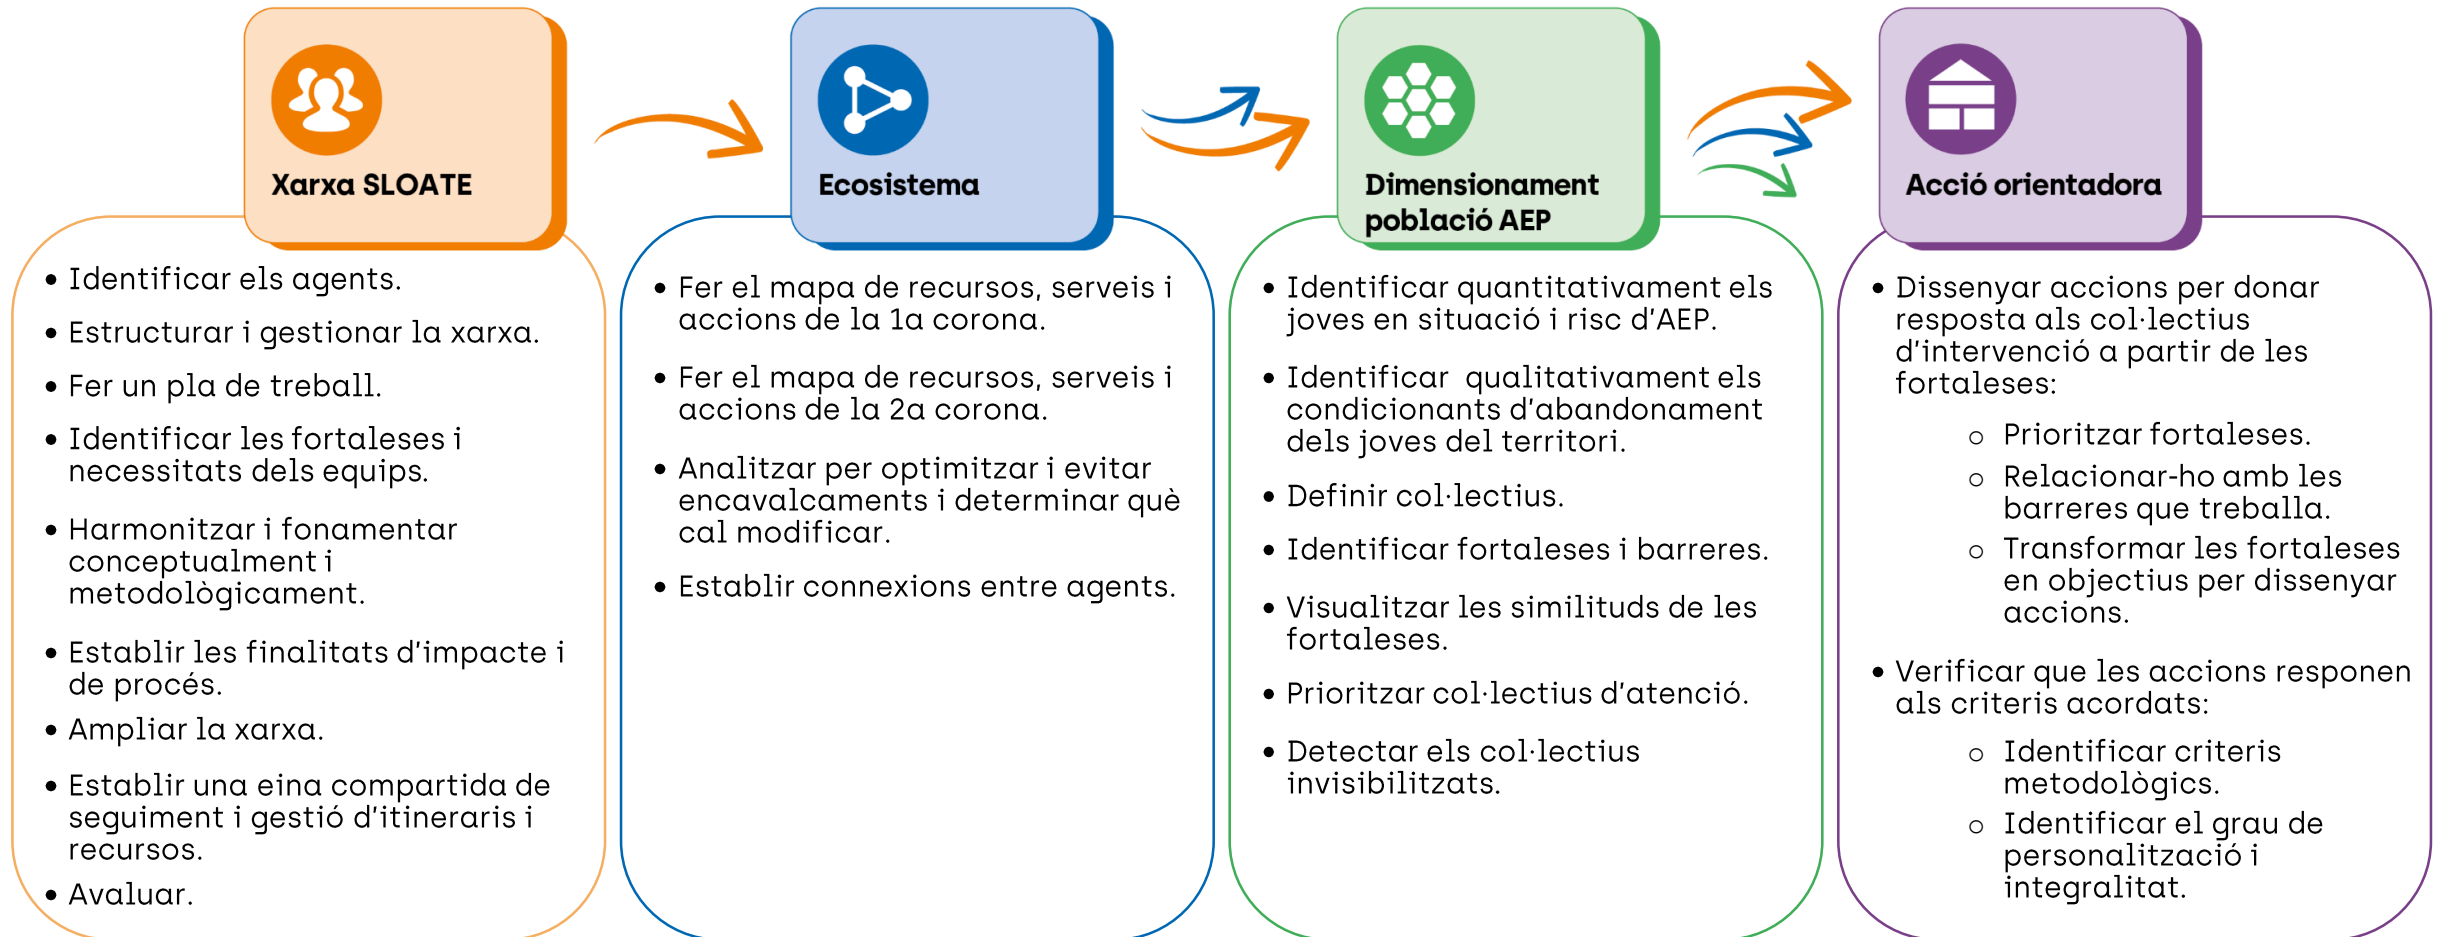 Xarxa SLOATE
• Identificar els agents.
• Estructurar i gestionar la xarxa.
• Fer un pla de treball.
• Identificar les fortaleses i
necessitats dels equips.
• Harmonitzar i fonamentar
conceptualment i
metodològicament.
• Establir les finalitats d'impacte i
de procés.
• Ampliar la xarxa.
• Establir una eina compartida de
seguiment i gestió d'itineraris i
recursos.
• Avaluar.
Ecosistema
• Fer el mapa de recursos, serveis i
accions de la 1a corona.
• Fer el mapa de recursos, serveis i
accions de la 2a corona.
• Analitzar per optimitzar i evitar
encavalcaments i determinar què
cal modificar.
• Establir connexions entre agents.
Dimensionament
població AEP
• Identificar quantitativament els
joves en situació i risc d'AEP.
• Identificar qualitativament els
condicionants d'abandonament
dels joves del territori.
• Definir col·lectius.
• Identificar fortaleses i barreres.
• Visualitzar les similituds de les
fortaleses.
• Prioritzar col·lectius d'atenció.
• Detectar els col·lectius
invisibilitzats.
Acció orientadora
• Dissenyar accions per donar
resposta als col·lectius
d'intervenció a partir de les
fortaleses:
○ Prioritzar fortaleses.
○ Relacionar-ho amb les
barreres que treballa.
○ Transformar les fortaleses
en objectius per dissenyar
accions.
• Verificar que les accions responen
als criteris acordats:
○ Identificar criteris
metodològics.
○ Identificar el grau de
personalització i
integralitat.